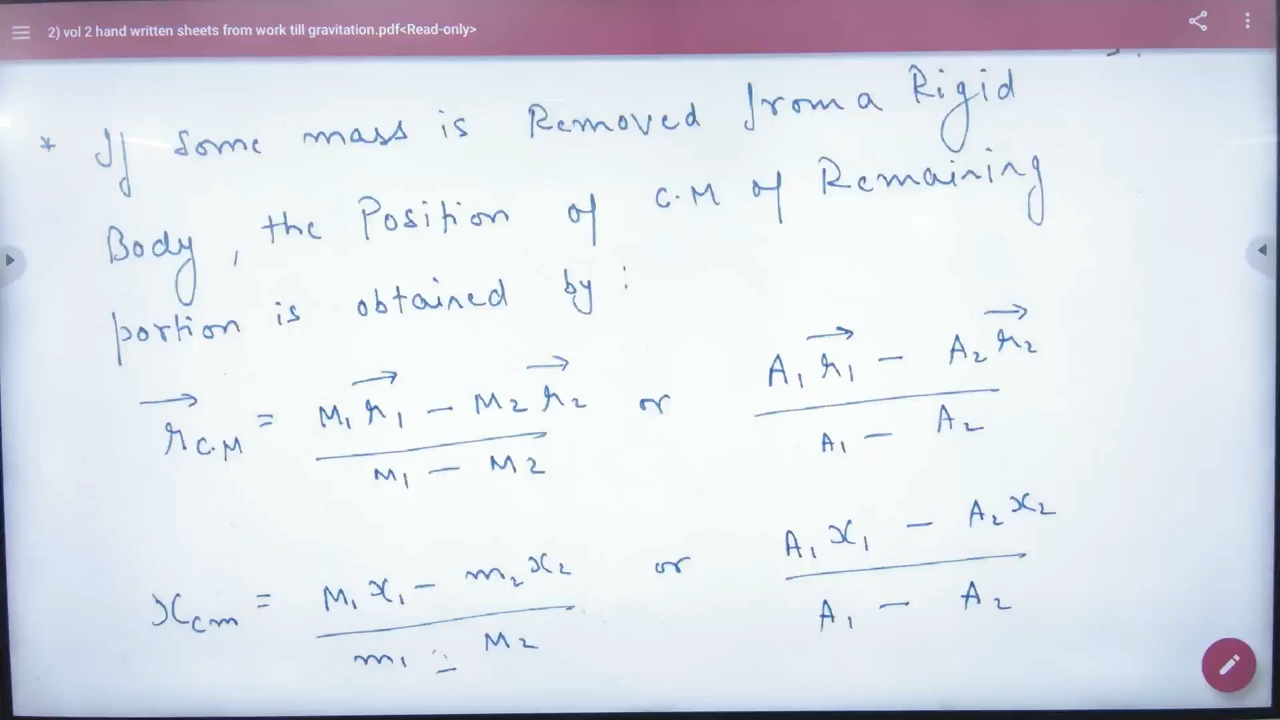 2) vol 2 hand written sheets from work till gravitation.pdf<Read-only>
* If some mass is Removed from a Rigid
Body, the Position of C.M of Remaining
portion is obtained by :
r⃗C.M = (M₁r⃗₁ − M₂r⃗₂) / (M₁ − M₂) or (A₁r⃗₁ − A₂r⃗₂) / (A₁ − A₂)
xcm = (M₁x₁ − m₂x₂) / (m₁ − M₂) or (A₁x₁ − A₂x₂) / (A₁ − A₂)